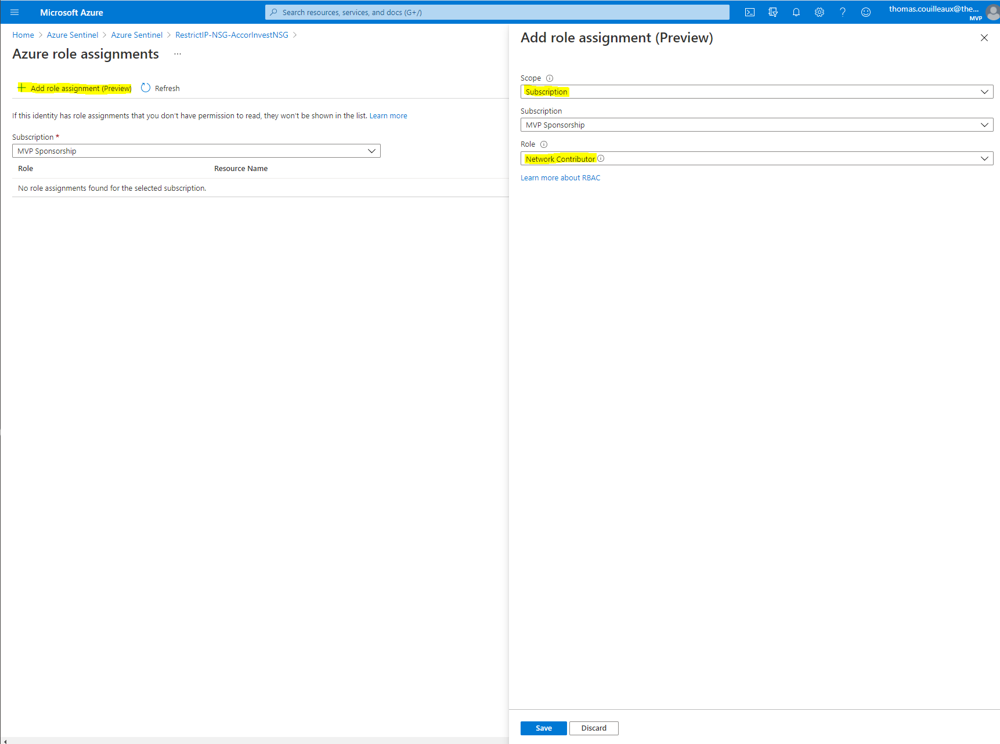 Microsoft Azure
Search resources, services, and docs (G+/)
thomas.couilleaux@the...
MVP
Home > Azure Sentinel > Azure Sentinel > RestrictIP-NSG-AccorInvestNSG >
Azure role assignments ...
+ Add role assignment (Preview) Refresh
If this identity has role assignments that you don't have permission to read, they won't be shown in the list. Learn more
Subscription *
MVP Sponsorship
Role Resource Name
No role assignments found for the selected subscription.
Add role assignment (Preview)
Scope
Subscription
Subscription
MVP Sponsorship
Role
Network Contributor
Learn more about RBAC
Save Discard